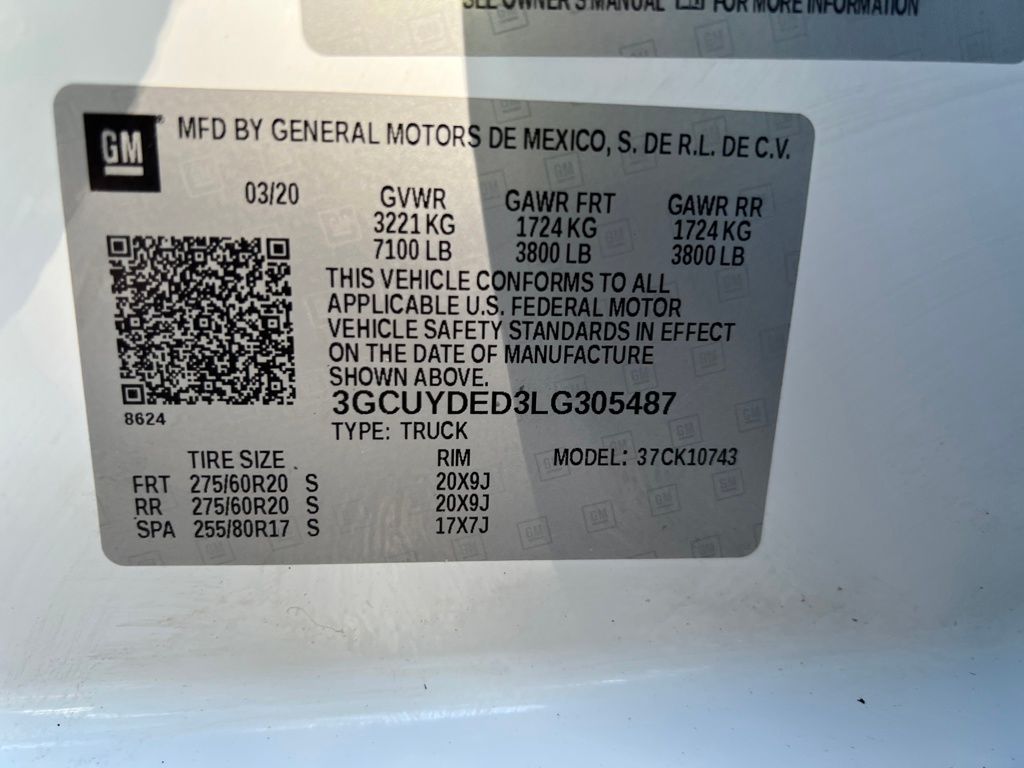 SEE OWNER'S MANUAL FOR MORE INFORMATION
GM
MFD BY GENERAL MOTORS DE MEXICO, S. DE R.L. DE C.V.
03/20 GVWR GAWR FRT GAWR RR
3221 KG 1724 KG 1724 KG
7100 LB 3800 LB 3800 LB
THIS VEHICLE CONFORMS TO ALL
APPLICABLE U.S. FEDERAL MOTOR
VEHICLE SAFETY STANDARDS IN EFFECT
ON THE DATE OF MANUFACTURE
SHOWN ABOVE.
8624
3GCUYDED3LG305487
TYPE: TRUCK
TIRE SIZE RIM MODEL: 37CK10743
FRT 275/60R20 S 20X9J
RR 275/60R20 S 20X9J
SPA 255/80R17 S 17X7J